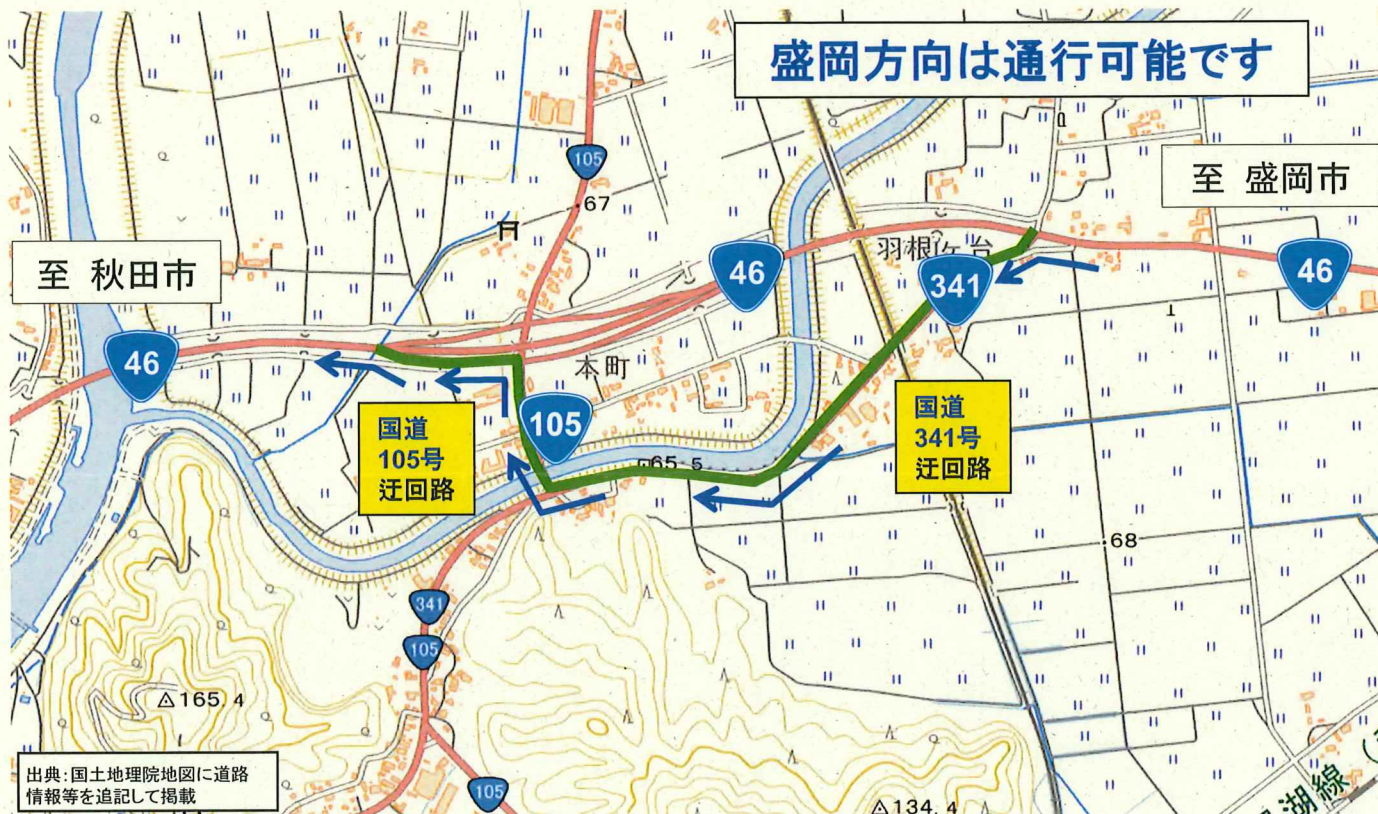 盛岡方向は通行可能です
105
至 盛岡市
67
羽根ヶ台
至 秋田市
46
341
46
46
本町
105
国道
105号
迂回路
国道
341号
迂回路
65.5
68
341
105
165.4
出典:国土地理院地図に道路
情報等を追記して掲載
105
134.4
湖線